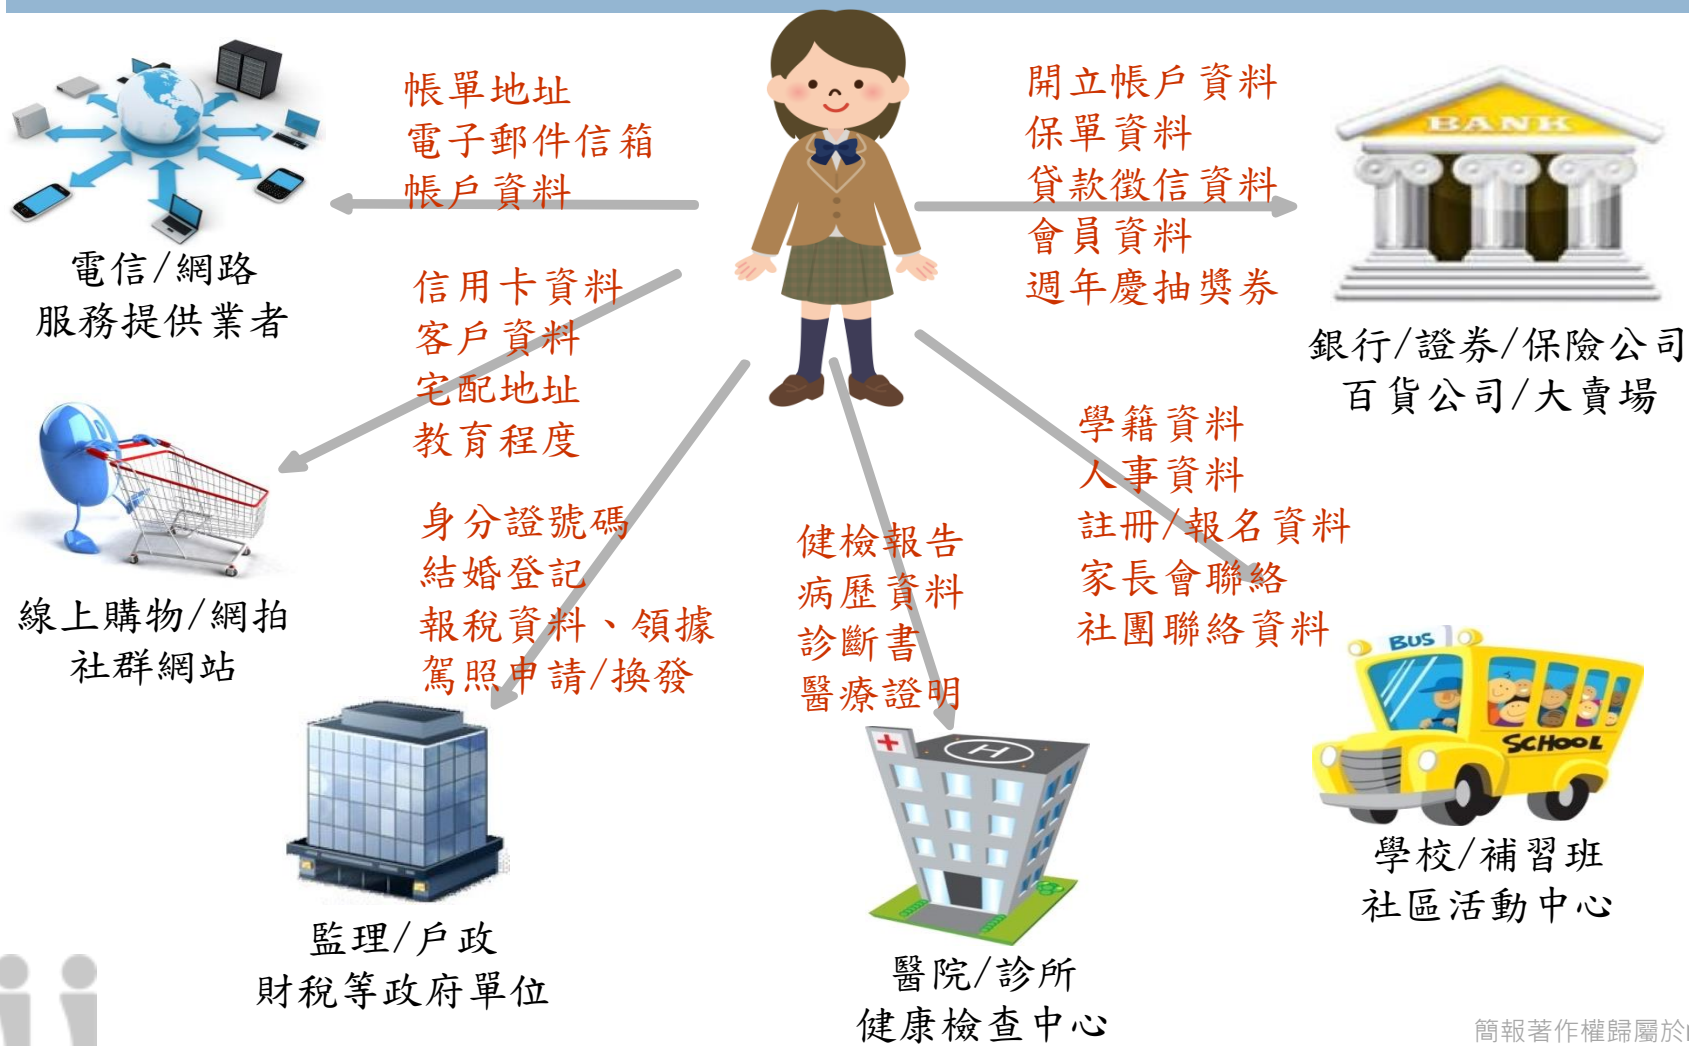 帳單地址
電子郵件信箱
帳戶資料
電信/網路
服務提供業者
開立帳戶資料
保單資料
貸款徵信資料
會員資料
週年慶抽獎券
BANK
銀行/證券/保險公司
百貨公司/大賣場
信用卡資料
客戶資料
宅配地址
教育程度
線上購物/網拍
社群網站
身分證號碼
結婚登記
報稅資料、領據
駕照申請/換發
監理/戶政
財稅等政府單位
健檢報告
病歷資料
診斷書
醫療證明
H
醫院/診所
健康檢查中心
學籍資料
人事資料
註冊/報名資料
家長會聯絡
社團聯絡資料
BUS
SCHOOL
學校/補習班
社區活動中心
簡報著作權歸屬於